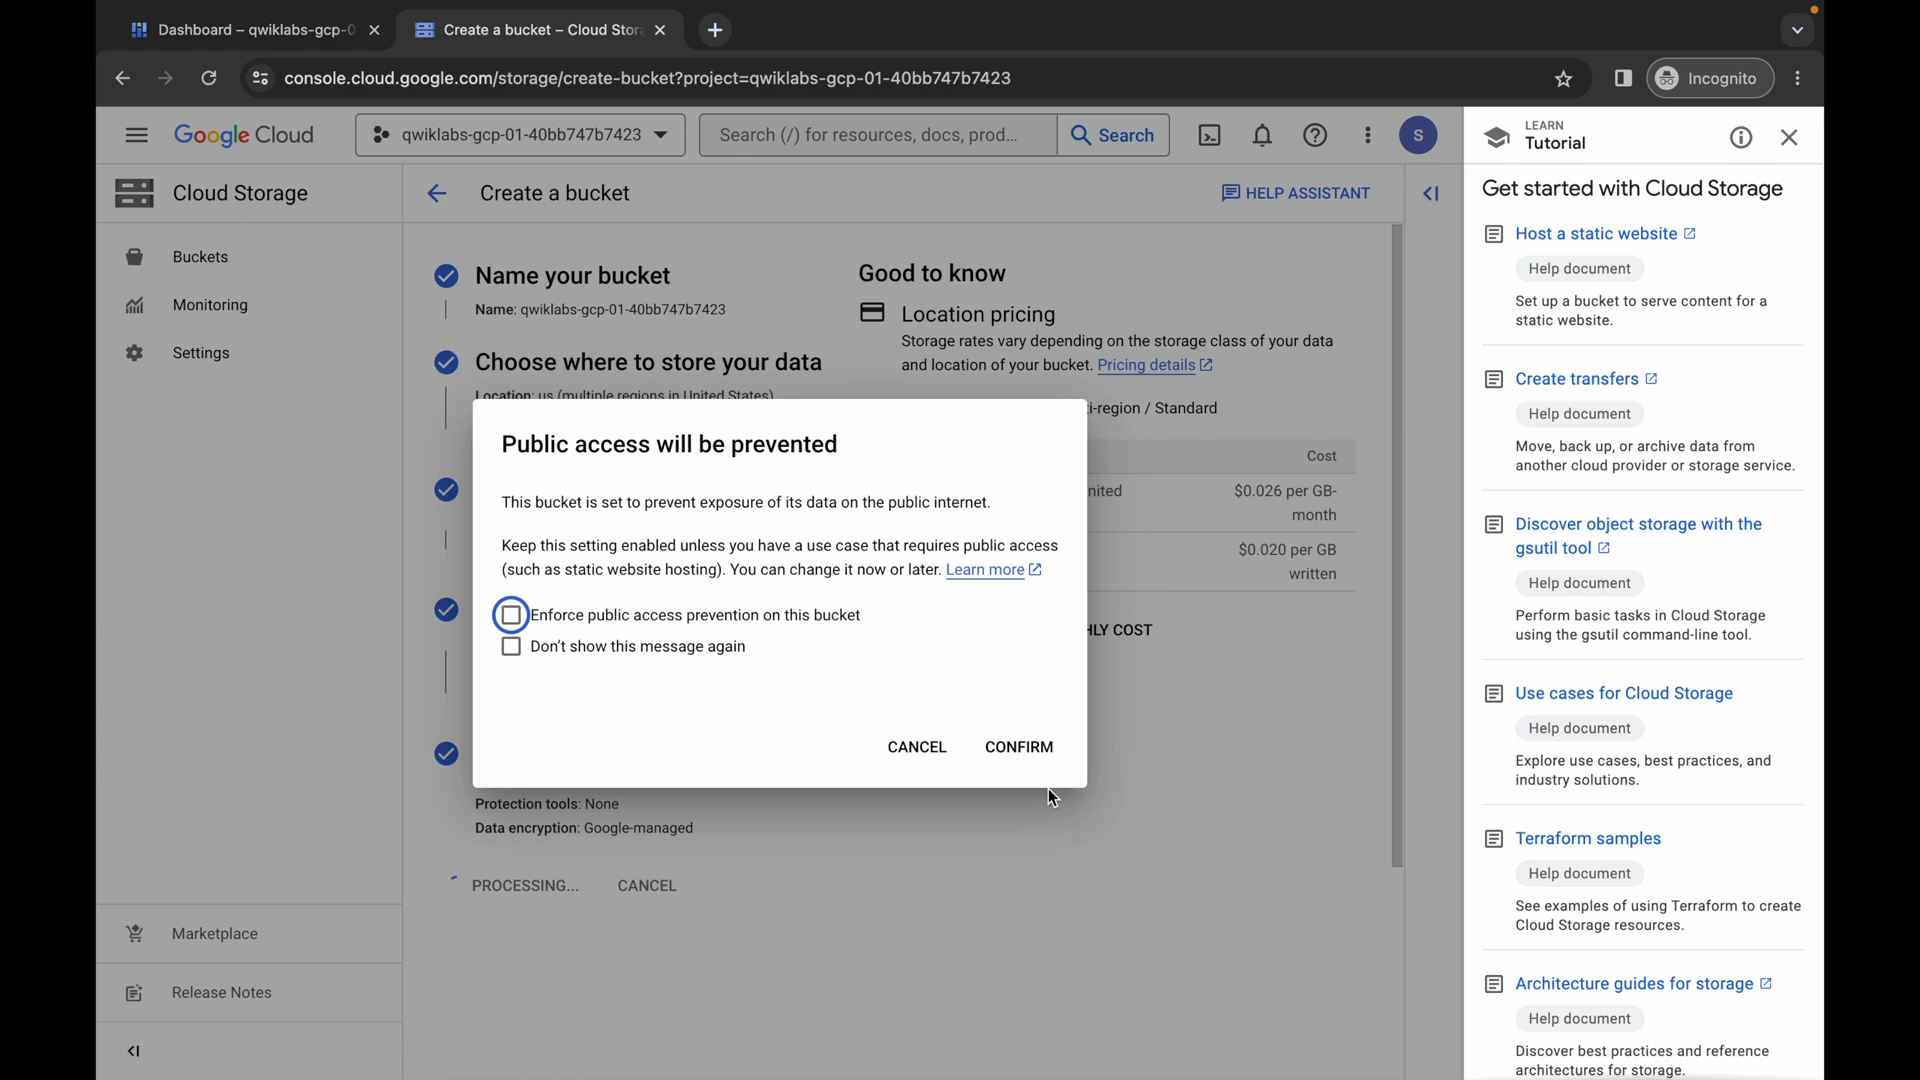 Dashboard – qwiklabs-gcp-0
Create a bucket – Cloud Stora
console.cloud.google.com/storage/create-bucket?project=qwiklabs-gcp-01-40bb747b7423
Incognito
Google Cloud
qwiklabs-gcp-01-40bb747b7423
Search (/) for resources, docs, prod...
Search
S
LEARN
Tutorial
Cloud Storage
Create a bucket
HELP ASSISTANT
Buckets
Monitoring
Settings
Marketplace
Release Notes
Name your bucket
Name: qwiklabs-gcp-01-40bb747b7423
Choose where to store your data
Location: us (multiple regions in United States)
Good to know
Location pricing
Storage rates vary depending on the storage class of your data
and location of your bucket. Pricing details
i-region / Standard
Cost
nited
$0.026 per GB-
month
$0.020 per GB
written
HLY COST
Public access will be prevented
This bucket is set to prevent exposure of its data on the public internet.
Keep this setting enabled unless you have a use case that requires public access
(such as static website hosting). You can change it now or later. Learn more
Enforce public access prevention on this bucket
Don't show this message again
CANCEL
CONFIRM
Protection tools: None
Data encryption: Google-managed
PROCESSING...
CANCEL
Get started with Cloud Storage
Host a static website
Help document
Set up a bucket to serve content for a
static website.
Create transfers
Help document
Move, back up, or archive data from
another cloud provider or storage service.
Discover object storage with the
gsutil tool
Help document
Perform basic tasks in Cloud Storage
using the gsutil command-line tool.
Use cases for Cloud Storage
Help document
Explore use cases, best practices, and
industry solutions.
Terraform samples
Help document
See examples of using Terraform to create
Cloud Storage resources.
Architecture guides for storage
Help document
Discover best practices and reference
architectures for storage.